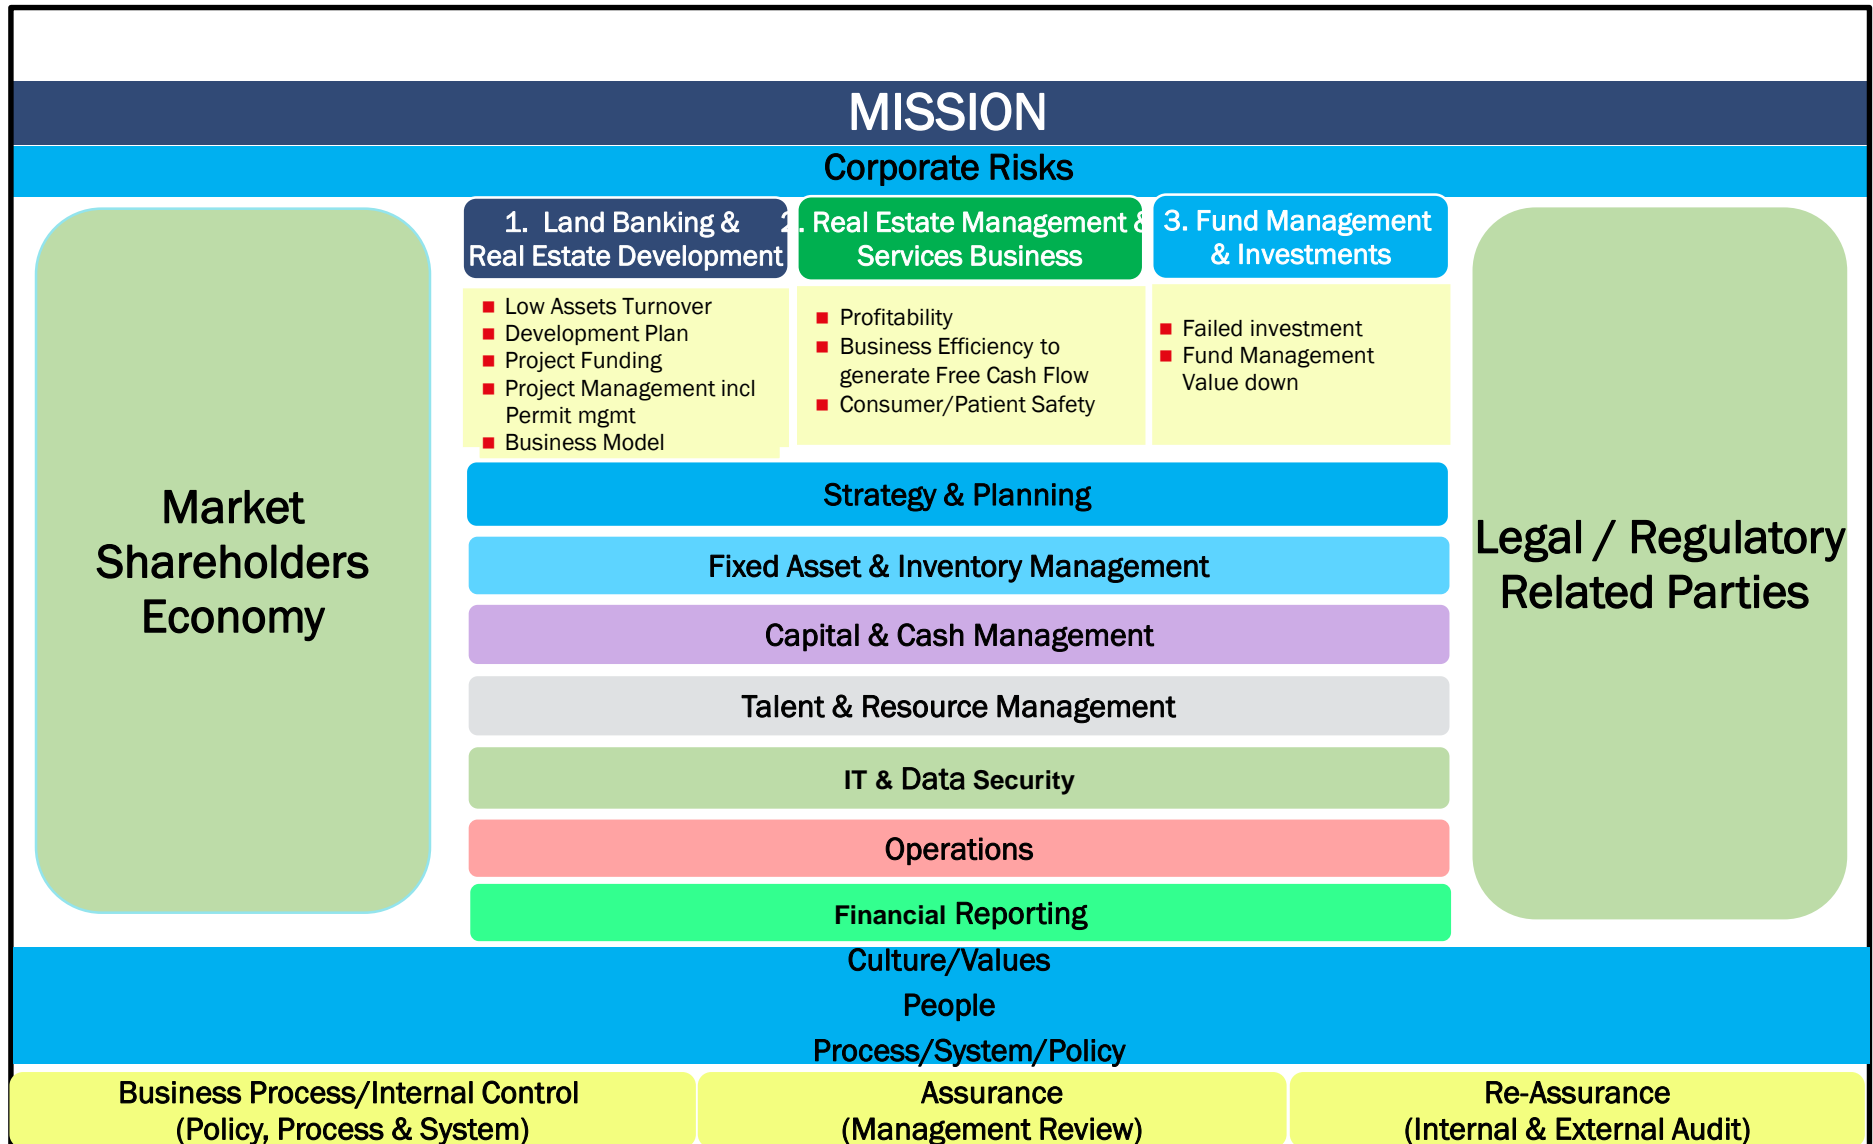 MISSION
Corporate Risks
1. Land Banking &
Real Estate Development
2. Real Estate Management &
Services Business
3. Fund Management
& Investments
Low Assets Turnover
Development Plan
Project Funding
Project Management incl
Permit mgmt
Business Model
Profitability
Business Efficiency to
generate Free Cash Flow
Consumer/Patient Safety
Failed investment
Fund Management
Value down
Market
Shareholders
Economy
Strategy & Planning
Fixed Asset & Inventory Management
Capital & Cash Management
Talent & Resource Management
IT & Data Security
Operations
Financial Reporting
Legal / Regulatory
Related Parties
Culture/Values
People
Process/System/Policy
Business Process/Internal Control
(Policy, Process & System)
Assurance
(Management Review)
Re-Assurance
(Internal & External Audit)